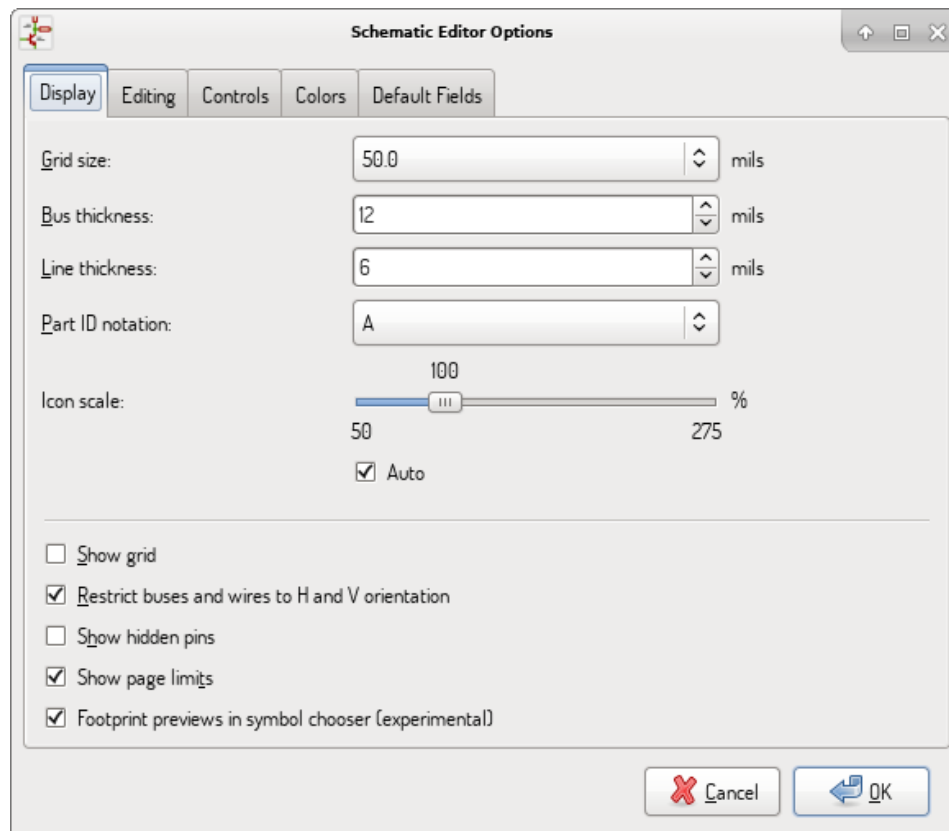 Schematic Editor Options
Display Editing Controls Colors Default Fields
Grid size: 50.0 mils
Bus thickness: 12 mils
Line thickness: 6 mils
Part ID notation: A
100
Icon scale: %
50 275
Auto
Show grid
Restrict buses and wires to H and V orientation
Show hidden pins
Show page limits
Footprint previews in symbol chooser (experimental)
Cancel OK